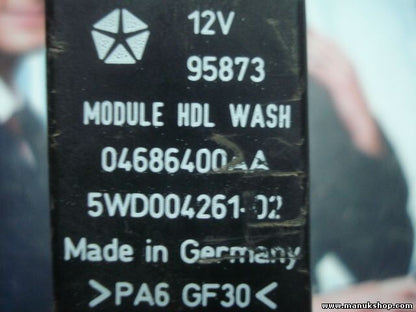 12V
95873
MODULE HDL WASH
04686400AA
5WD004261-02
Made in Germany
>PA6 GF30<
www.manukshop.com